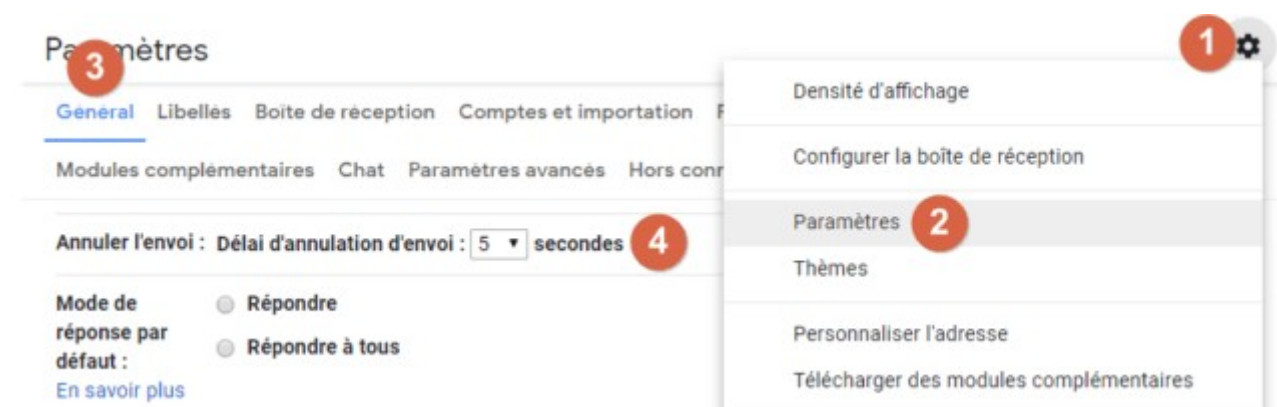 Paramètres
1
3
Général Libellés Boîte de réception Comptes et importation
Modules complémentaires Chat Paramètres avancés Hors
Annuler l'envoi : Délai d'annulation d'envoi : 5 secondes 4
Mode de réponse par défaut :
Répondre
Répondre à tous
En savoir plus
Densité d'affichage
Configurer la boîte de réception
Paramètres 2
Thèmes
Personnaliser l'adresse
Télécharger des modules complémentaires